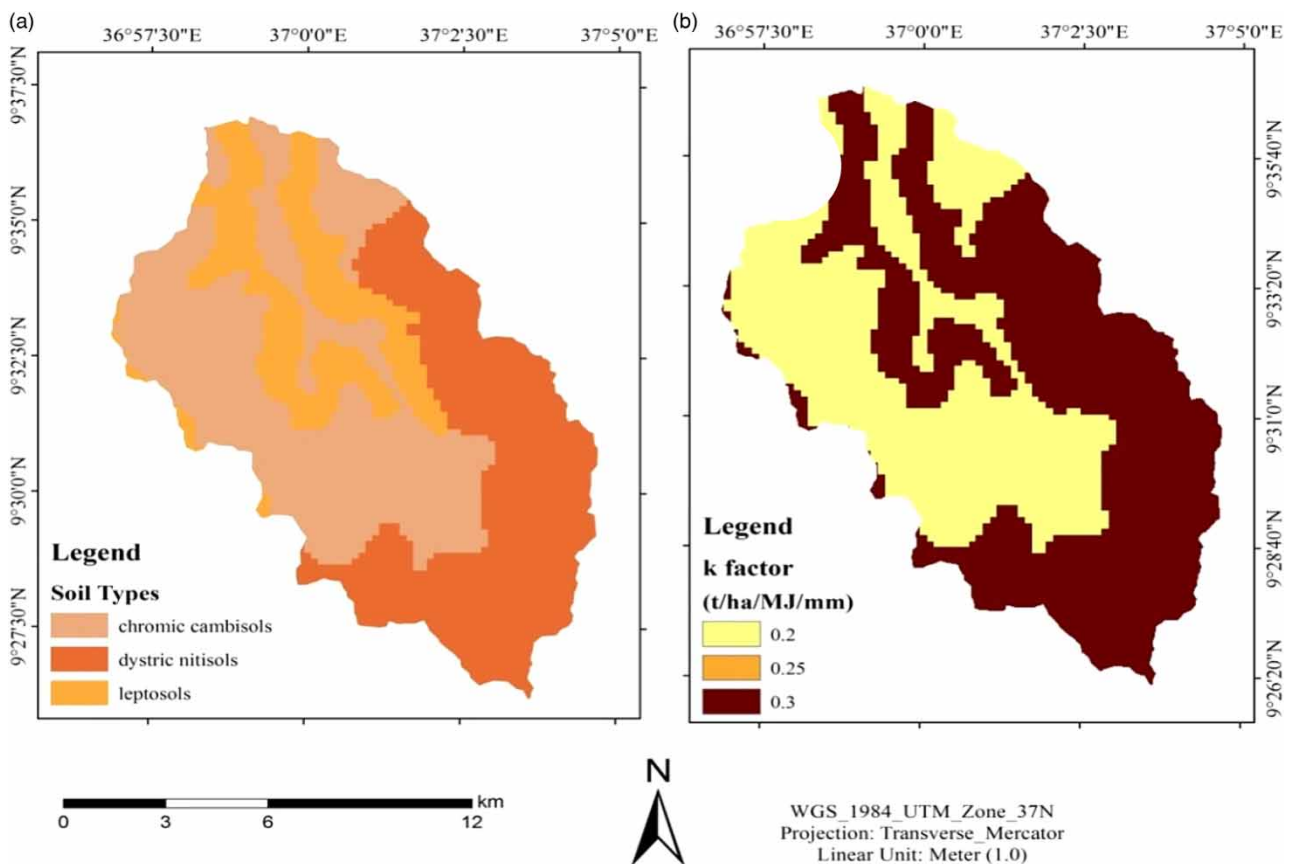 (a)
36°57'30"E 37°0'0"E 37°2'30"E 37°5'0"E
9°37'30"N
9°35'0"N
9°32'30"N
9°30'0"N
9°27'30"N
Legend
Soil Types
chromic cambisols
dystric nitisols
leptosols
(b)
36°57'30"E 37°0'0"E 37°2'30"E 37°5'0"E
9°35'40"N
9°33'20"N
9°31'0"N
9°28'40"N
9°26'20"N
Legend
k factor
(t/ha/MJ/mm)
0.2
0.25
0.3
km
0 3 6 12
N
WGS_1984_UTM_Zone_37N
Projection: Transverse_Mercator
Linear Unit: Meter (1.0)